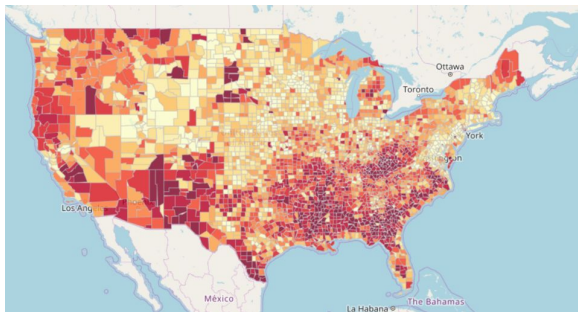 Ottawa
Toronto
York
Los Ang
México
La Habana
The Bahamas